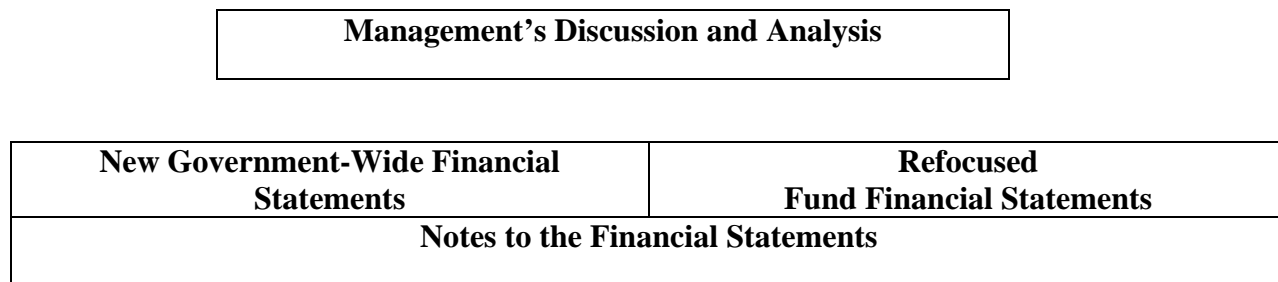 Management’s Discussion and Analysis
New Government-Wide Financial
Statements
Refocused
Fund Financial Statements
Notes to the Financial Statements